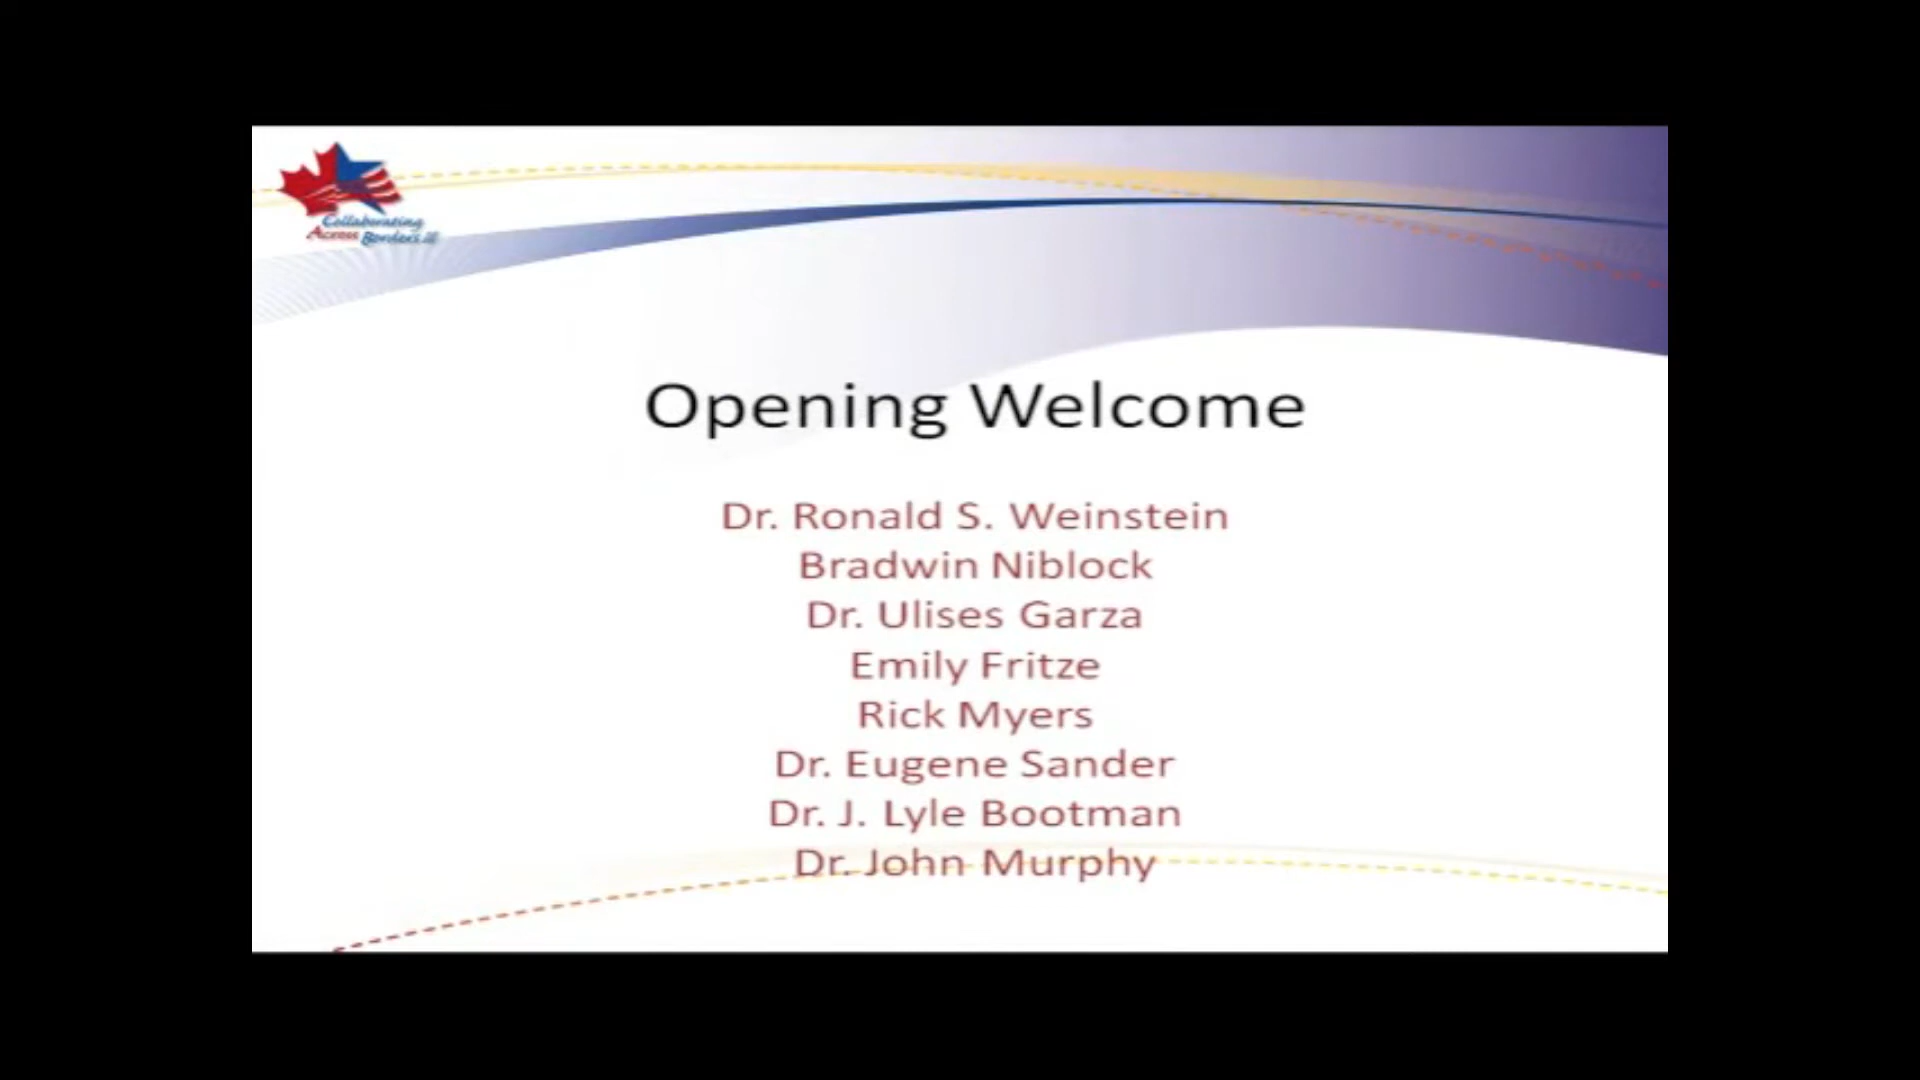 Collaborating
Across Borders III
Opening Welcome
Dr. Ronald S. Weinstein
Bradwin Niblock
Dr. Ulises Garza
Emily Fritze
Rick Myers
Dr. Eugene Sander
Dr. J. Lyle Bootman
Dr. John Murphy